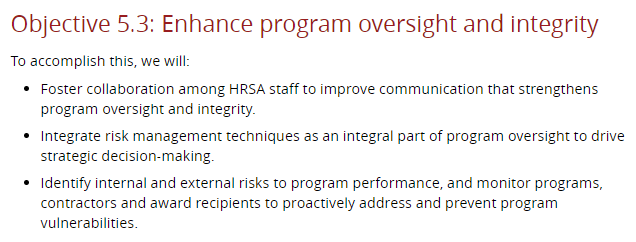 Objective 5.3: Enhance program oversight and integrity
To accomplish this, we will:
• Foster collaboration among HRSA staff to improve communication that strengthens
program oversight and integrity.
• Integrate risk management techniques as an integral part of program oversight to drive
strategic decision-making.
• Identify internal and external risks to program performance, and monitor programs,
contractors and award recipients to proactively address and prevent program
vulnerabilities.